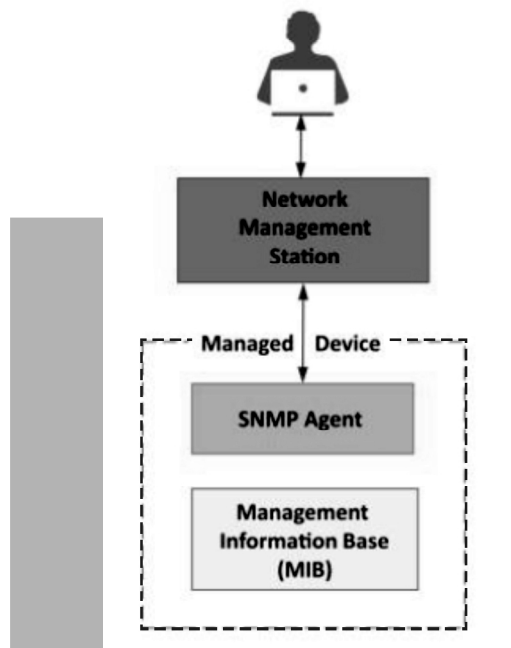 Network
Management
Station
Managed Device
SNMP Agent
Management
Information Base
(MIB)